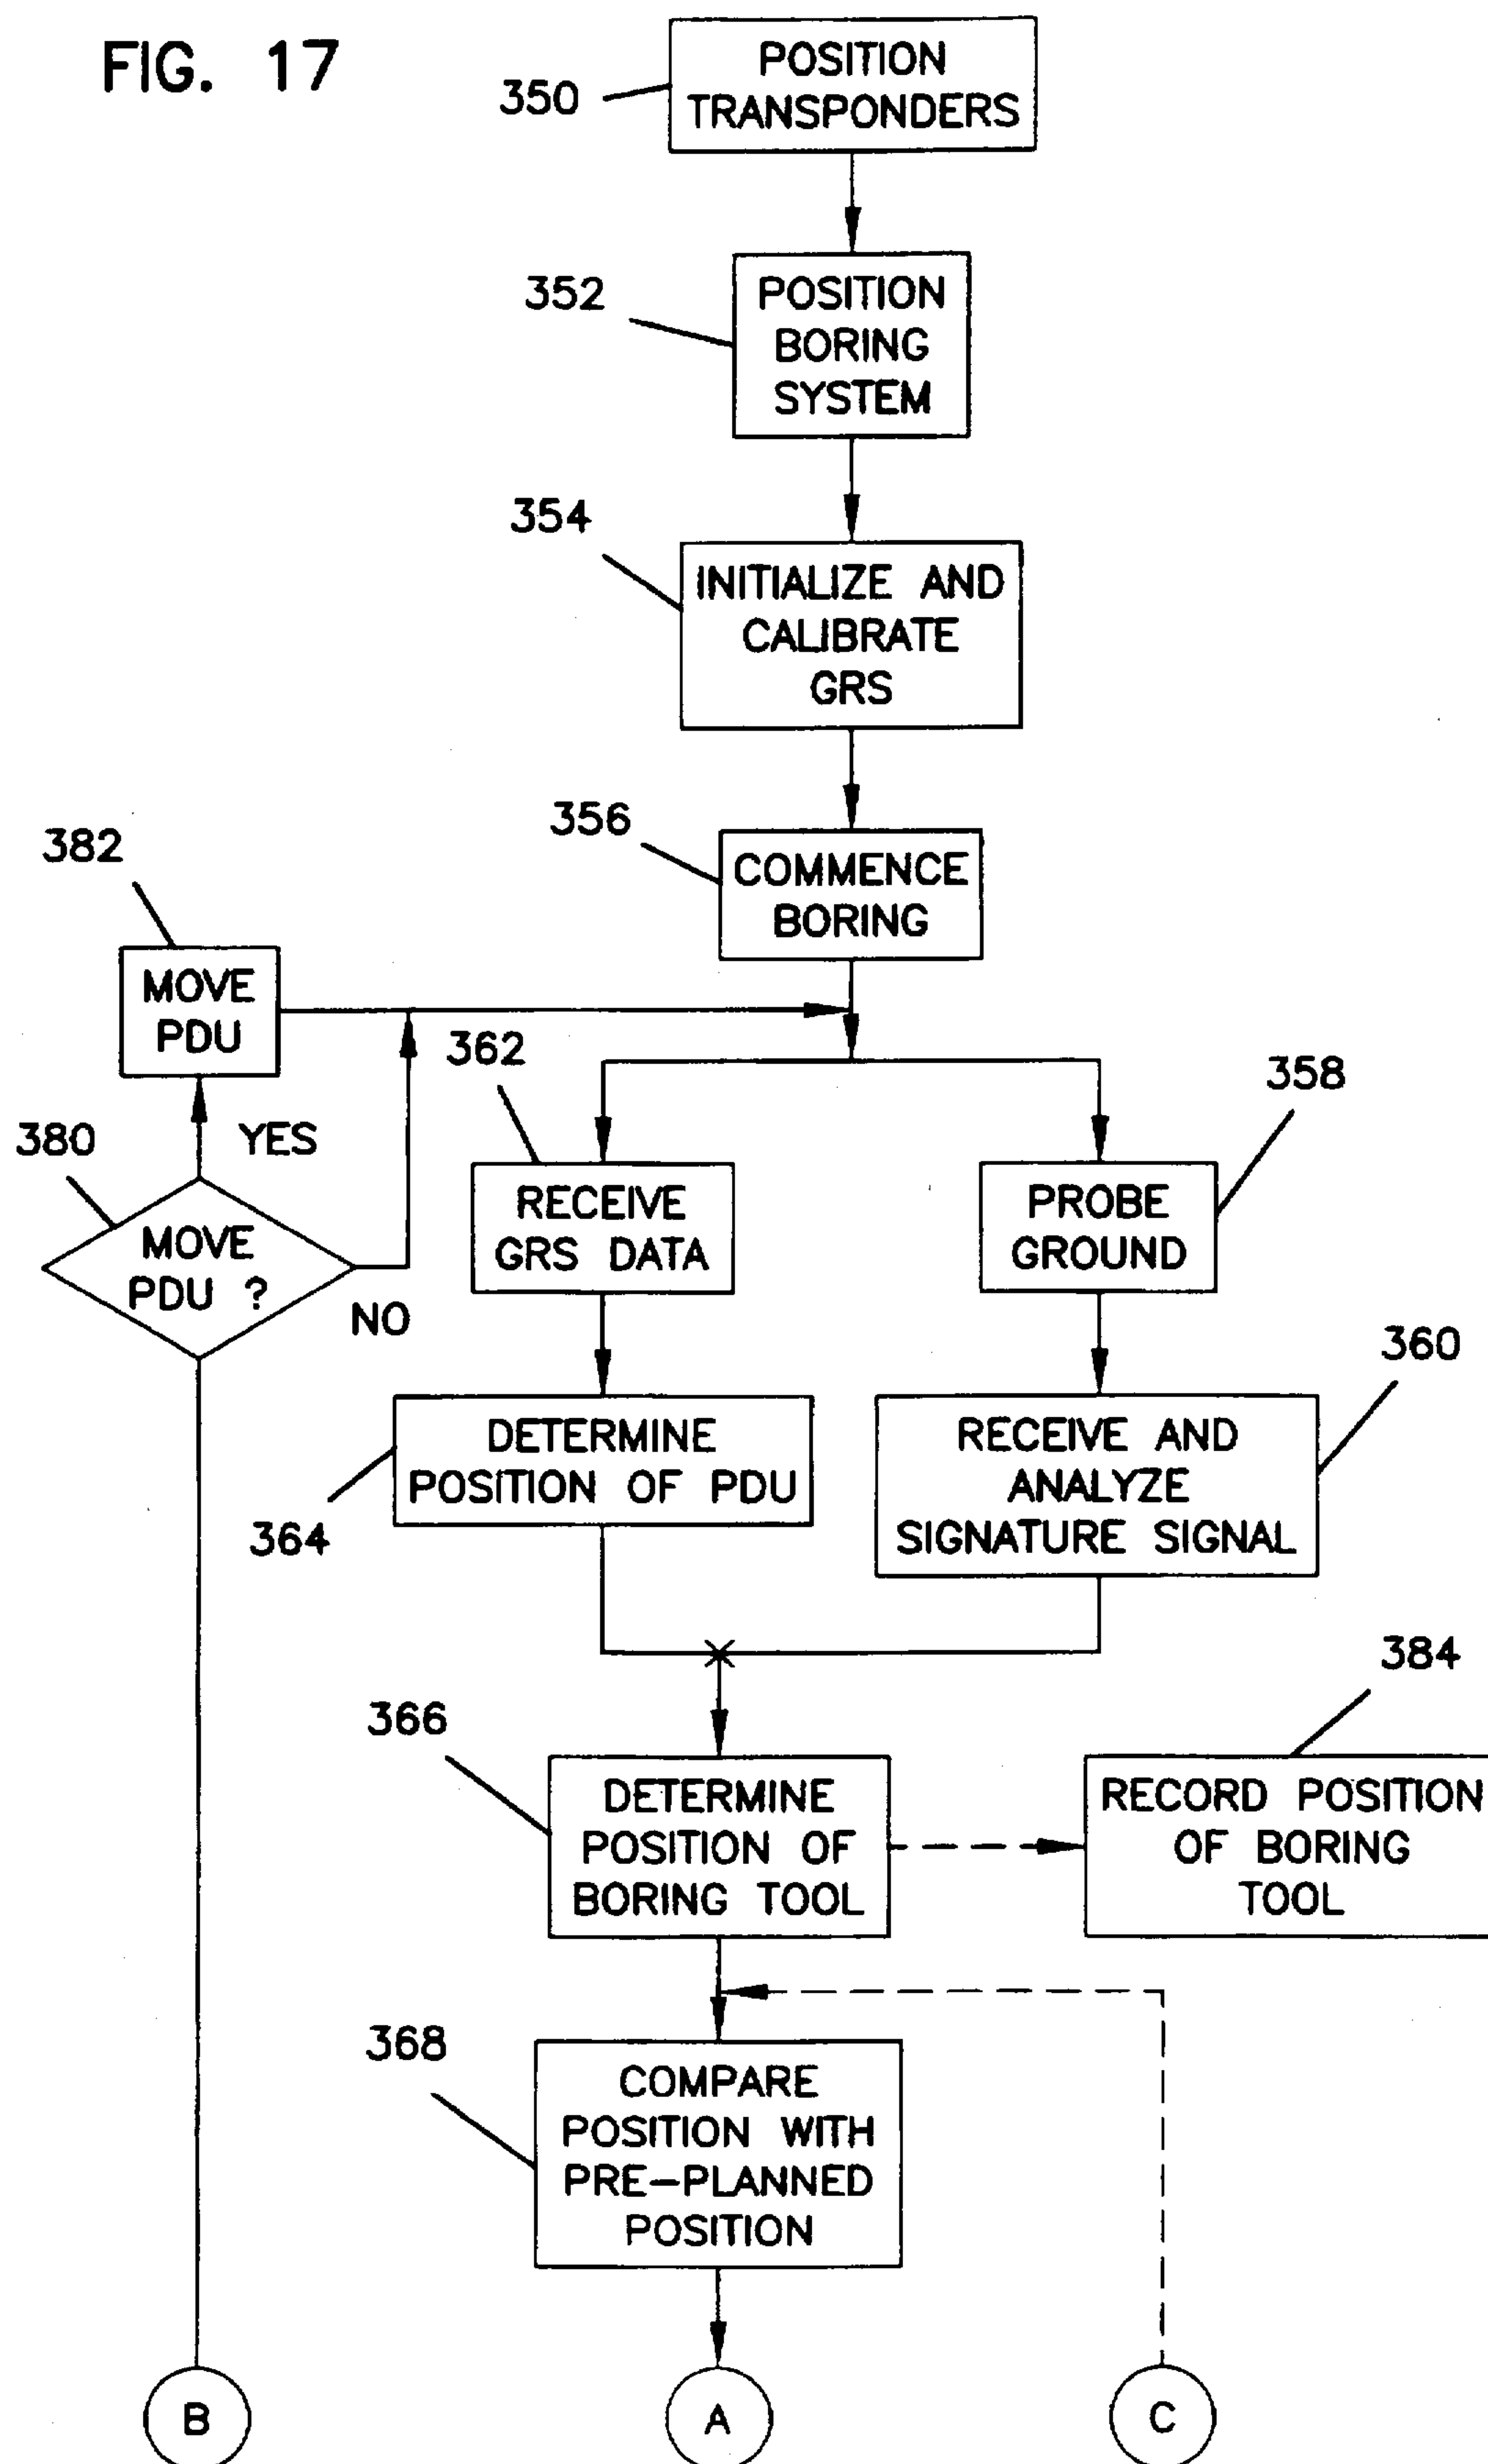 FIG. 17
350
POSITION
TRANSPONDERS
352
POSITION
BORING
SYSTEM
354
INITIALIZE AND
CALIBRATE
GRS
356
COMMENCE
BORING
382
MOVE
PDU
362
358
380
YES
MOVE
PDU ?
NO
RECEIVE
GRS DATA
PROBE
GROUND
360
DETERMINE
POSITION OF PDU
364
RECEIVE AND
ANALYZE
SIGNATURE SIGNAL
384
366
DETERMINE
POSITION OF
BORING TOOL
RECORD POSITION
OF BORING
TOOL
368
COMPARE
POSITION WITH
PRE-PLANNED
POSITION
B
A
C